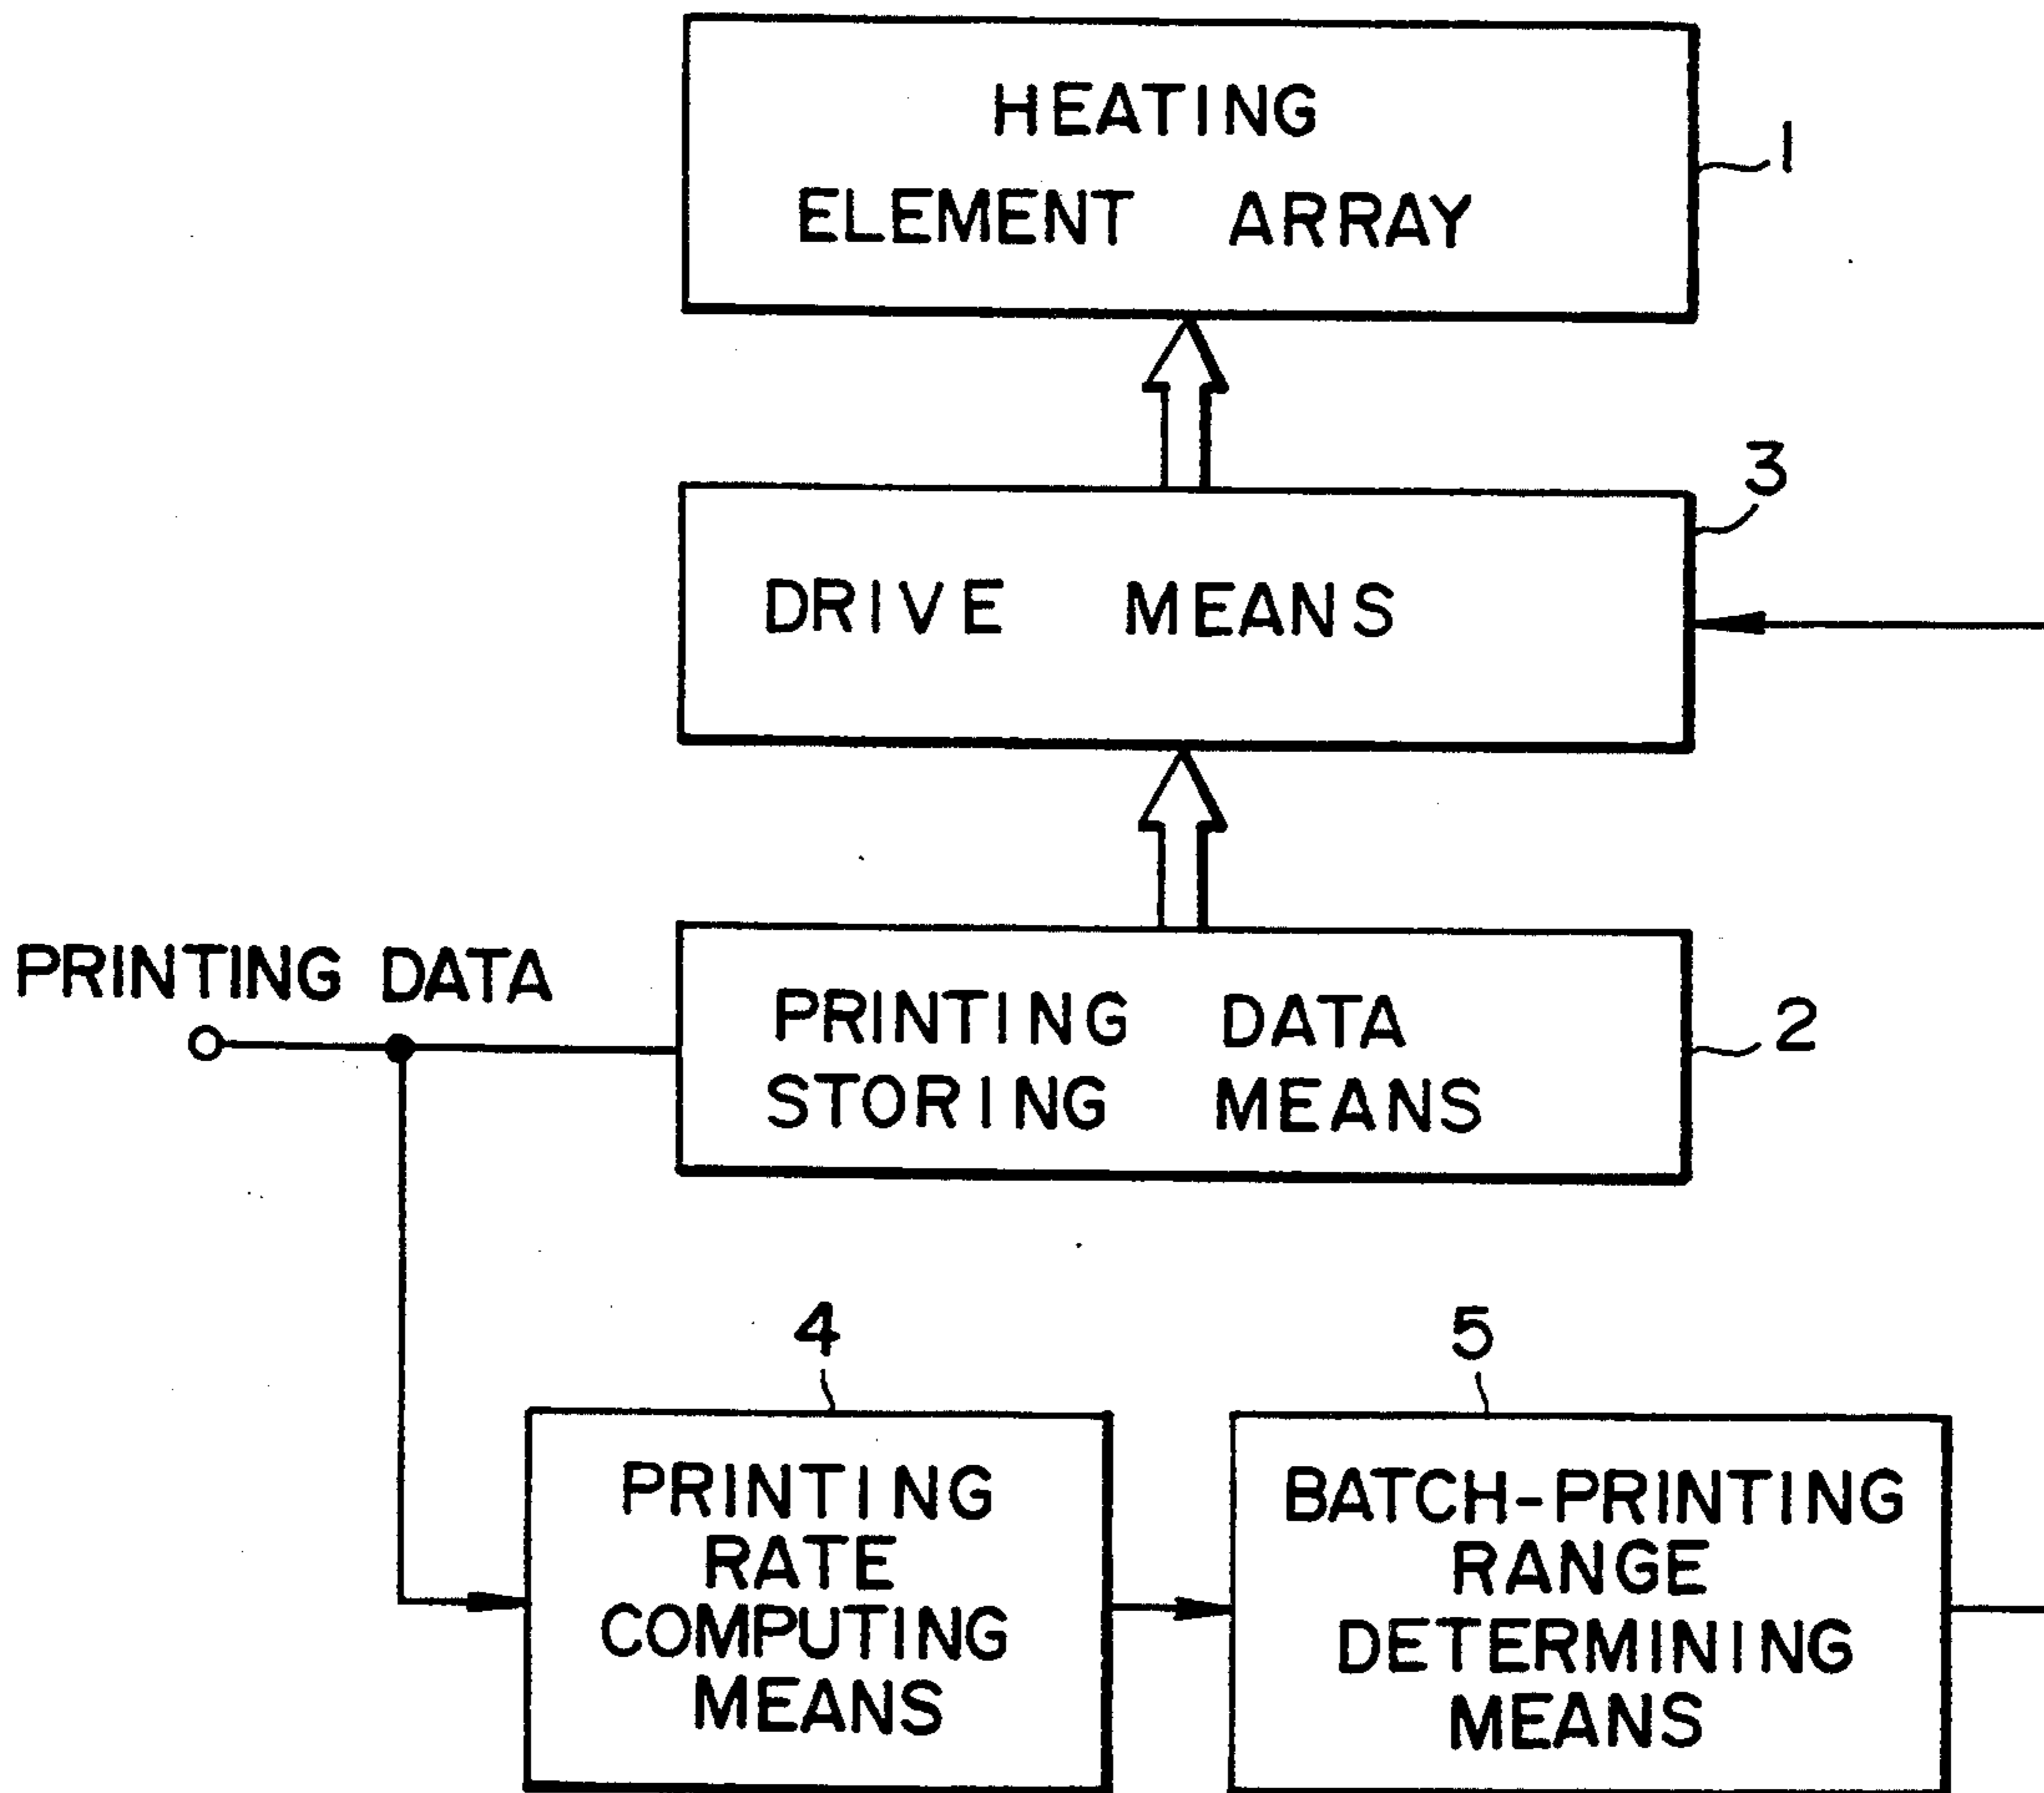 HEATING
ELEMENT ARRAY
1
3
DRIVE MEANS
PRINTING DATA
PRINTING DATA
STORING MEANS
2
4
PRINTING
RATE
COMPUTING
MEANS
5
BATCH-PRINTING
RANGE
DETERMINING
MEANS